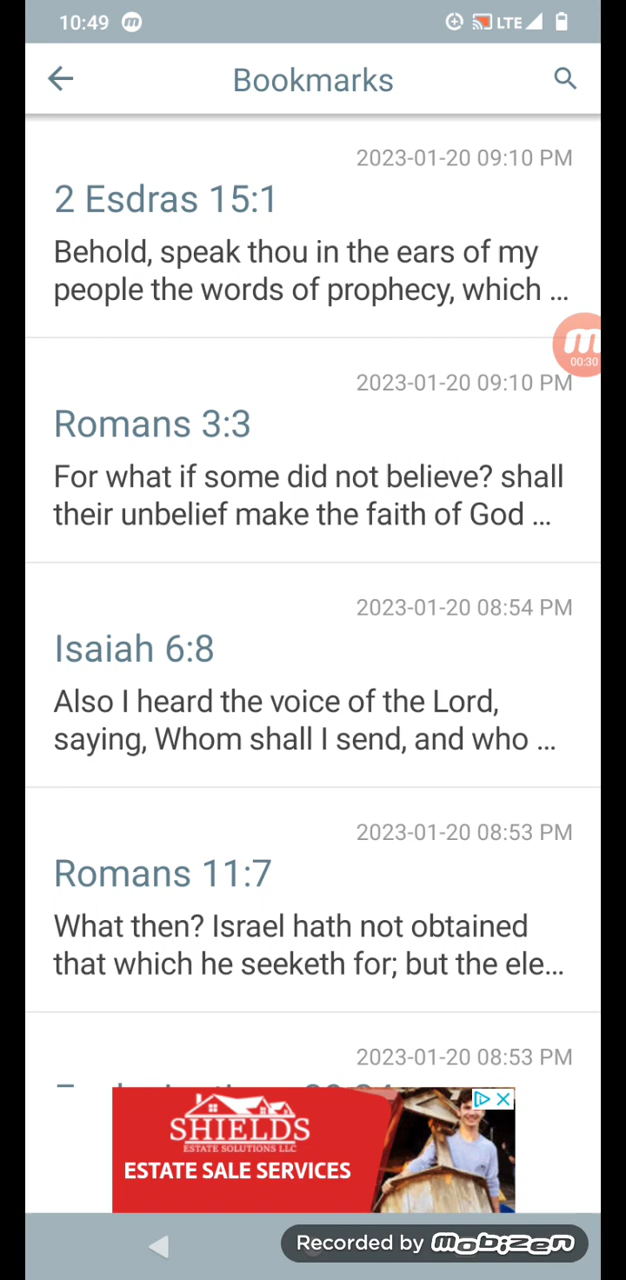 10:49 m LTE
Bookmarks
2023-01-20 09:10 PM
2 Esdras 15:1
Behold, speak thou in the ears of my
people the words of prophecy, which ...
m
00:30
2023-01-20 09:10 PM
Romans 3:3
For what if some did not believe? shall
their unbelief make the faith of God ...
2023-01-20 08:54 PM
Isaiah 6:8
Also I heard the voice of the Lord,
saying, Whom shall I send, and who ...
2023-01-20 08:53 PM
Romans 11:7
What then? Israel hath not obtained
that which he seeketh for; but the ele...
2023-01-20 08:53 PM
SHIELDS
ESTATE SOLUTIONS LLC
ESTATE SALE SERVICES
Recorded by mobizen